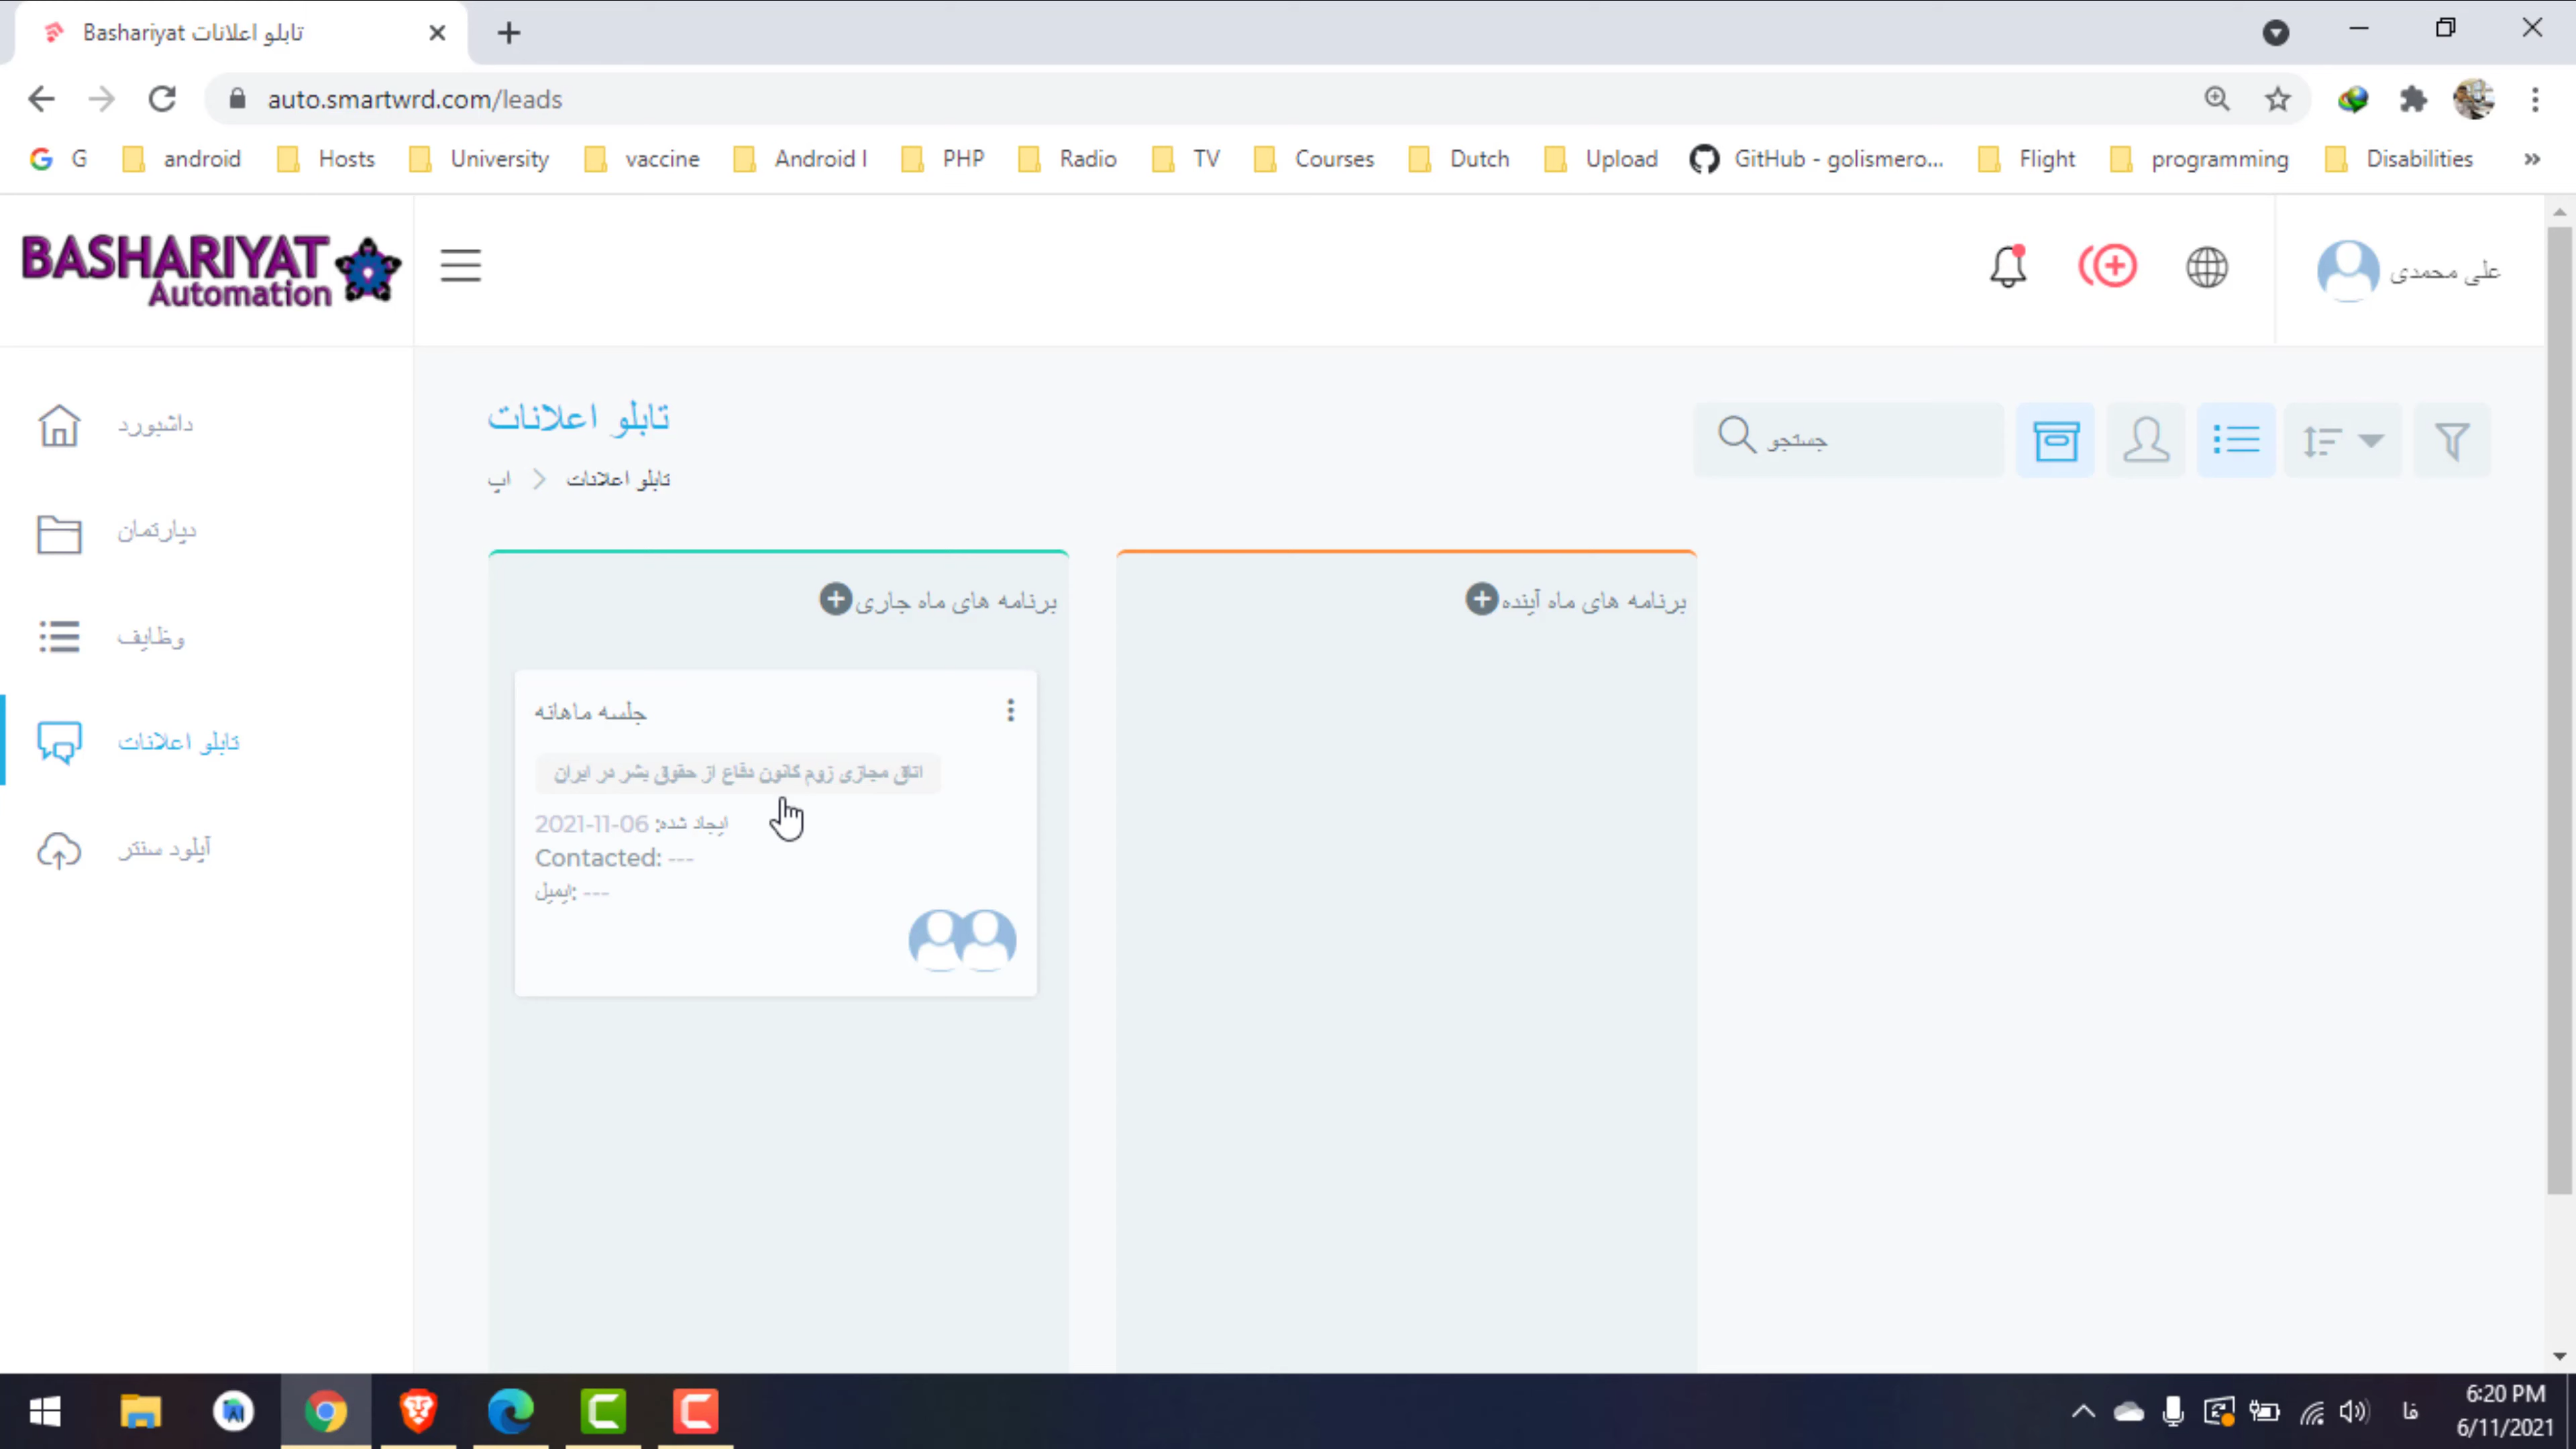 Bashariyat تابلو اعلانات
auto.smartwrd.com/leads
G
android
Hosts
University
vaccine
Android I
PHP
Radio
TV
Courses
Dutch
Upload
GitHub - golismero...
Flight
programming
Disabilities
»
BASHARIYAT
Automation
علی محمدی
داشبورد
دپارتمان
وظایف
تابلو اعلانات
آپلود سنتر
تابلو اعلانات
اپ > تابلو اعلانات
جستجو
برنامه های ماه جاری
جلسه ماهانه
اتاق مجازی زوم کانون دفاع از حقوق بشر در ایران
ایجاد شده: 2021-11-06
Contacted: ---
ایمیل: ---
برنامه های ماه آینده
فا
6:20 PM
6/11/2021